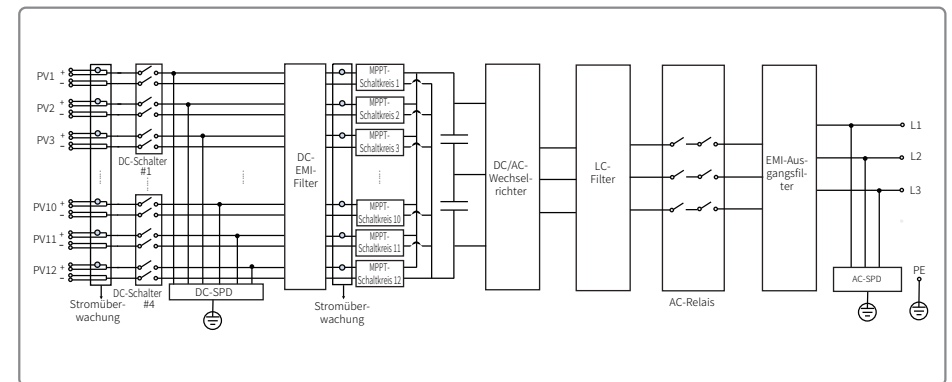 PV1 + −
PV2 + −
PV3 + −
PV10 + −
PV11 + −
PV12 + −
Stromüber-
wachung
DC-Schalter
#1
DC-Schalter
#4
DC-SPD
DC-
EMI-
Filter
Stromüber-
wachung
MPPT-
Schaltkreis 1
MPPT-
Schaltkreis 2
MPPT-
Schaltkreis 3
MPPT-
Schaltkreis 10
MPPT-
Schaltkreis 11
MPPT-
Schaltkreis 12
DC/AC-
Wechsel-
richter
LC-
Filter
AC-Relais
EMI-Aus-
gangsfil-
ter
L1
L2
L3
AC-SPD
PE